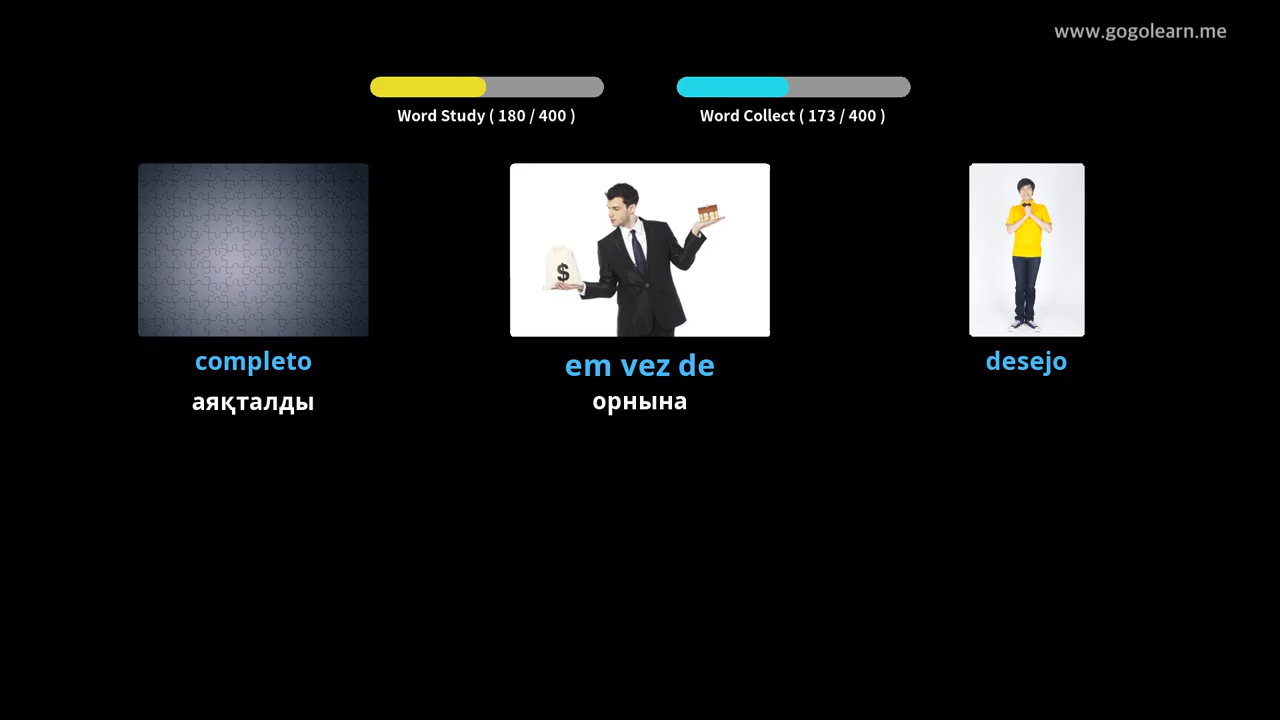 www.gogolearn.me
Word Study ( 180 / 400 )
Word Collect ( 173 / 400 )
$
completo
em vez de
desejo
аяқталды
орнына